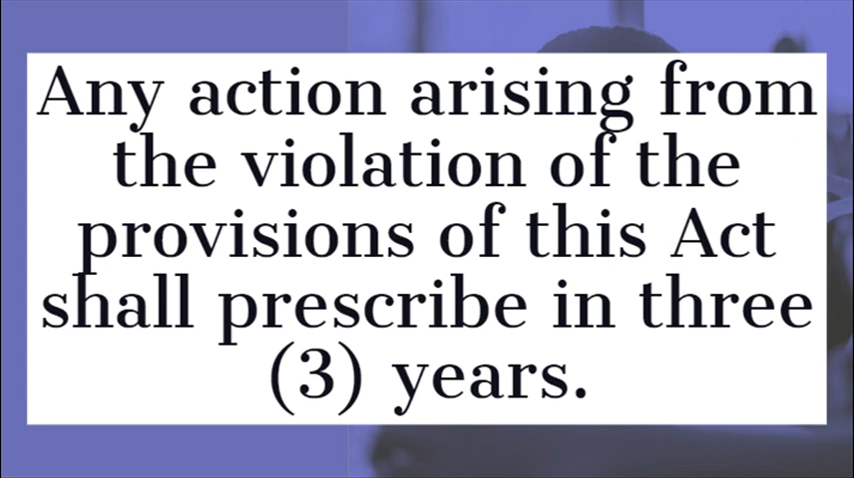 Any action arising from
the violation of the
provisions of this Act
shall prescribe in three
(3) years.